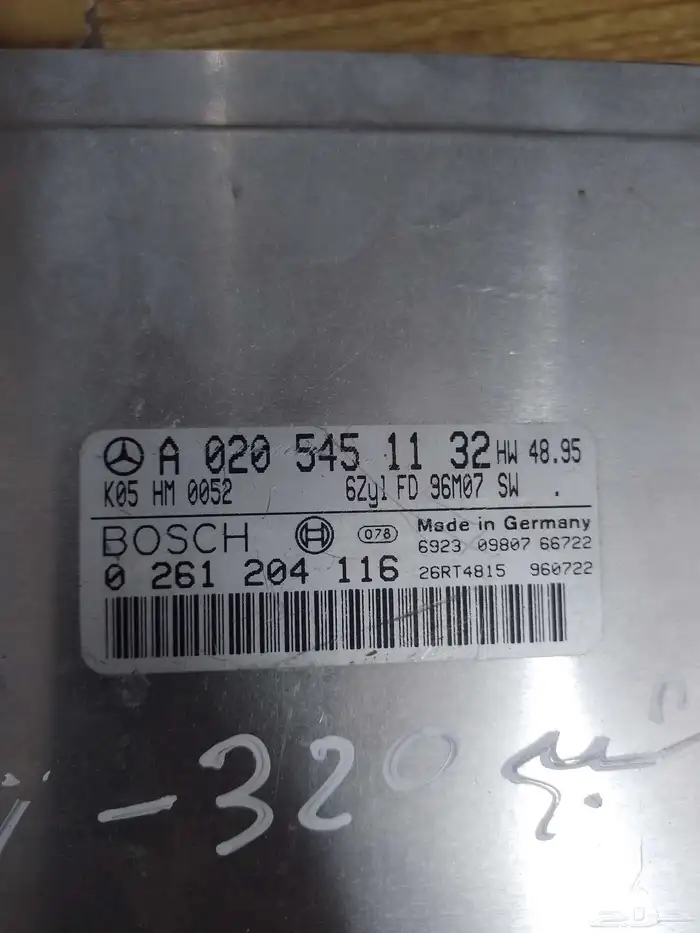 A 020 545 11 32 HW 48.95
K05 HM 0052 6Zyl FD 96M07 SW .
BOSCH 078 Made in Germany
6923 09807 66722
0 261 204 116 26RT4815 960722
-320
حراج